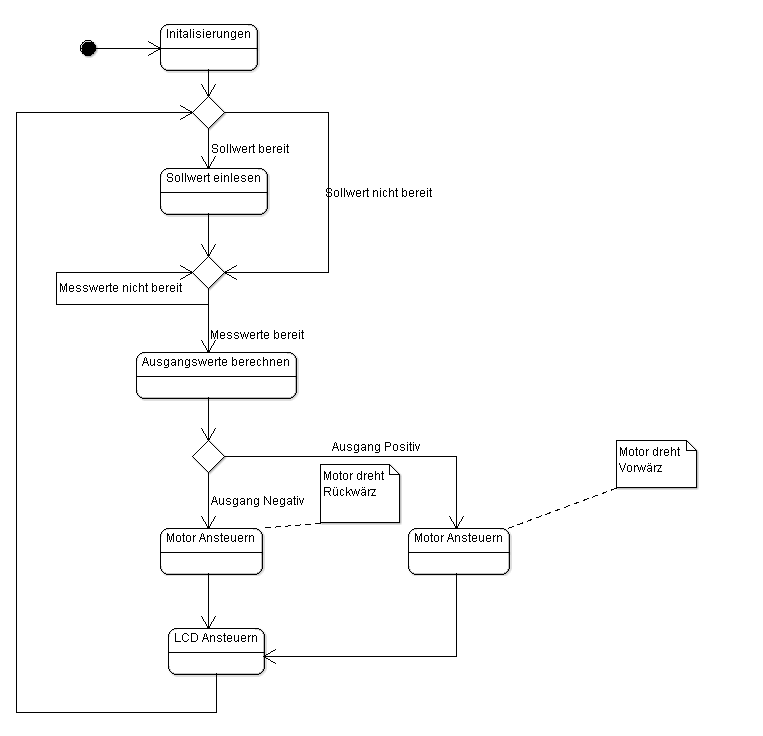 Initalisierungen
Sollwert bereit
Sollwert einlesen
Sollwert nicht bereit
Messwerte nicht bereit
Messwerte bereit
Ausgangswerte berechnen
Ausgang Positiv
Motor dreht
Vorwärz
Motor dreht
Rückwärz
Ausgang Negativ
Motor Ansteuern
Motor Ansteuern
LCD Ansteuern